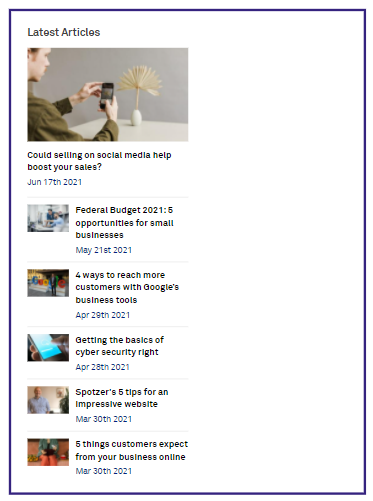 Latest Articles
Could selling on social media help
boost your sales?
Jun 17th 2021
Federal Budget 2021: 5
opportunities for small
businesses
May 21st 2021
4 ways to reach more
customers with Google's
business tools
Apr 29th 2021
Getting the basics of
cyber security right
Apr 28th 2021
Spotzer's 5 tips for an
impressive website
Mar 30th 2021
5 things customers expect
from your business online
Mar 30th 2021